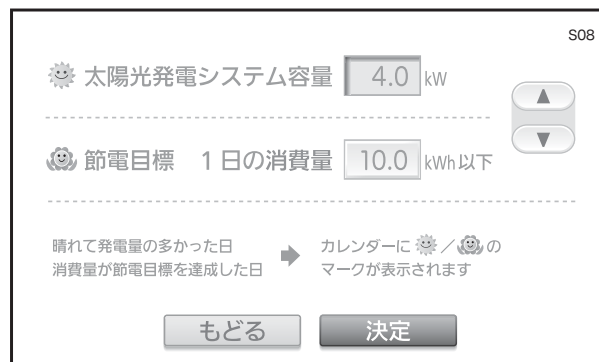 S08
太陽光発電システム容量 4.0 kW
▲
節電目標 1日の消費量 10.0 kWh以下
▼
晴れて発電量の多かった日
消費量が節電目標を達成した日
➡
カレンダーに / の
マークが表示されます
もどる 決定